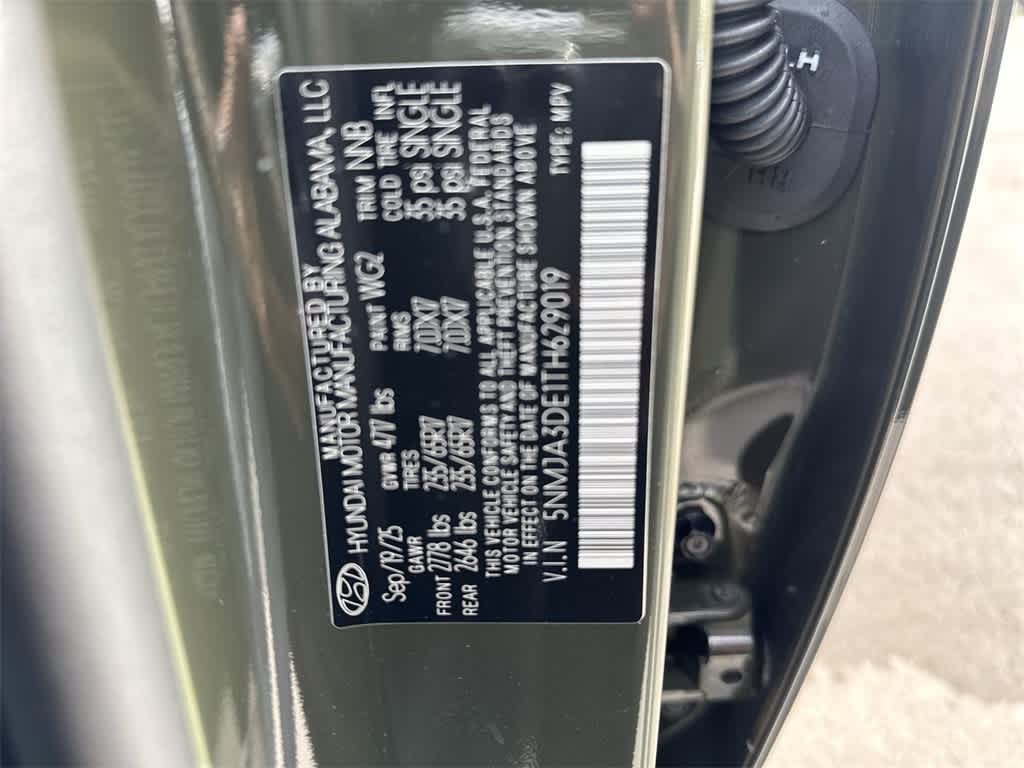 MANUFACTURED BY
HYUNDAI MOTOR MANUFACTURING ALABAMA, LLC
Sep/19/25 GVWR 4717 lbs PAINT WG2 TRIM NNB
GAWR TIRES RIMS COLD TIRE INFL
FRONT 2778 lbs 235/65R17 7.0JX17 35 psi SINGLE
REAR 2646 lbs 235/65R17 7.0JX17 35 psi SINGLE
THIS VEHICLE CONFORMS TO ALL APPLICABLE U.S.A. FEDERAL
MOTOR VEHICLE SAFETY AND THEFT PREVENTION STANDARDS
IN EFFECT ON THE DATE OF MANUFACTURE SHOWN ABOVE
V.I.N 5NMJA3DE1TH629019 TYPE: MPV